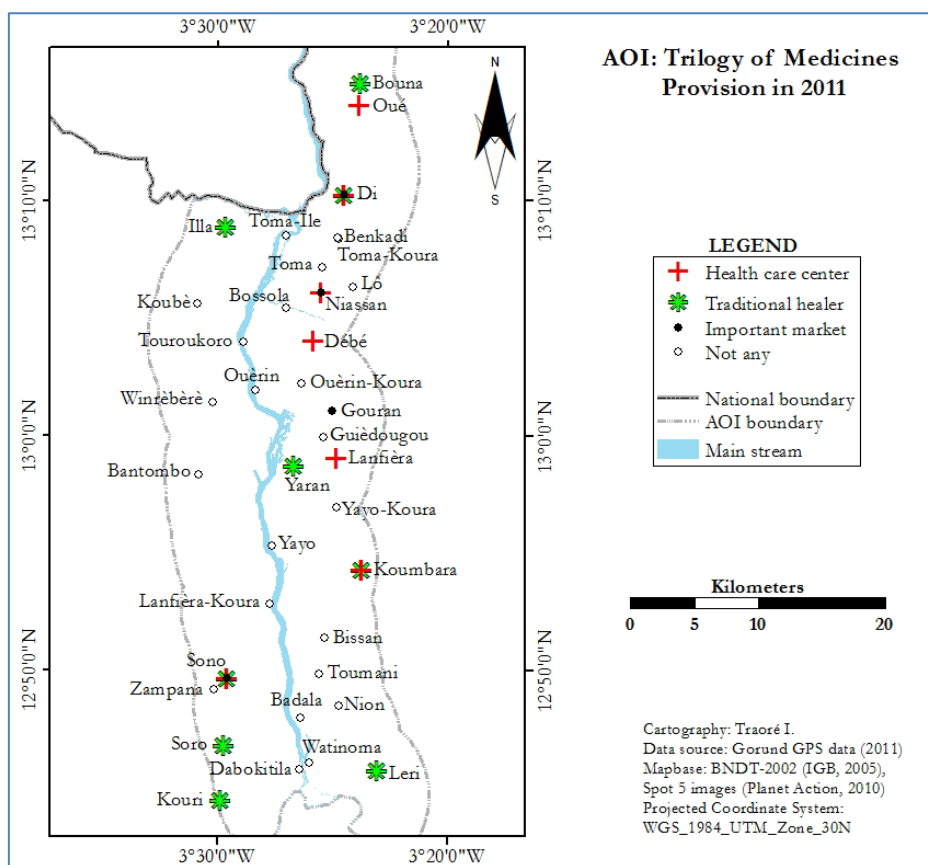 3°30'0"W
3°20'0"W
AOI: Trilogy of Medicines
Provision in 2011
N
S
13°10'0"N
13°0'0"N
12°50'0"N
Bouna
Oué
Di
Illa
Toma-Ile
Benkadi
Toma-Koura
Toma
Lô
Koubè
Bossola
Niassan
Touroukoro
Débé
Ouèrin
Ouèrin-Koura
Winrèbèrè
Gouran
Guièdougou
Lanfièra
Bantombo
Yaran
Yayo-Koura
Yayo
Koumbara
Lanfièra-Koura
Bissan
Sono
Toumani
Zampana
Badala
Nion
Soro
Watinoma
Dabokitila
Leri
Kouri
13°10'0"N
13°0'0"N
12°50'0"N
3°30'0"W
3°20'0"W
LEGEND
Health care center
Traditional healer
Important market
Not any
National boundary
AOI boundary
Main stream
Kilometers
0 5 10 20
Cartography: Traoré I.
Data source: Gorund GPS data (2011)
Mapbase: BNDT-2002 (IGB, 2005),
Spot 5 images (Planet Action, 2010)
Projected Coordinate System:
WGS_1984_UTM_Zone_30N